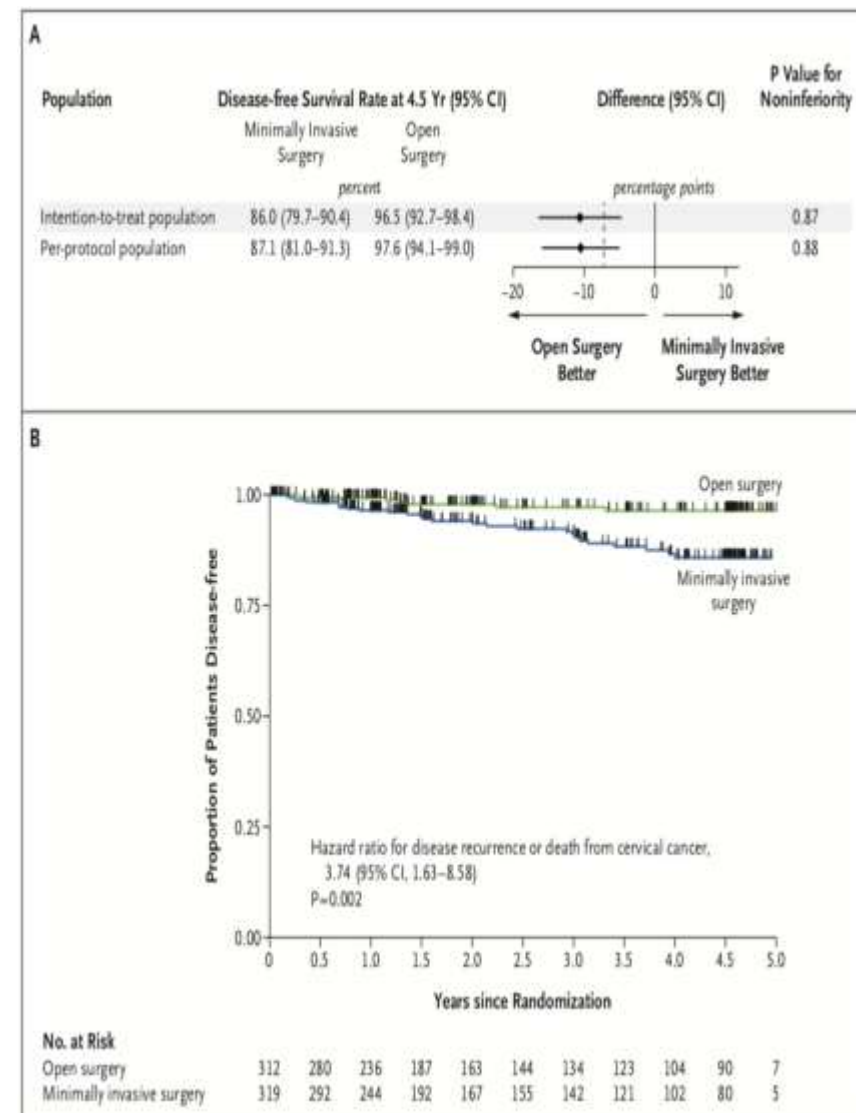 A
P Value for
Population Disease-free Survival Rate at 4.5 Yr (95% CI) Difference (95% CI) Noninferiority
Minimally Invasive Open
Surgery Surgery
percent percentage points
Intention-to-treat population 86.0 (79.7–90.4) 96.5 (92.7–98.4) 0.87
Per-protocol population 87.1 (81.0–91.3) 97.6 (94.1–99.0) 0.88
−20 −10 0 10
Open Surgery Minimally Invasive
Better Surgery Better
B
Proportion of Patients Disease-free
1.00
0.75
0.50
0.25
0.00
Open surgery
Minimally invasive
surgery
Hazard ratio for disease recurrence or death from cervical cancer,
3.74 (95% CI, 1.63–8.58)
P=0.002
0 0.5 1.0 1.5 2.0 2.5 3.0 3.5 4.0 4.5 5.0
Years since Randomization
No. at Risk
Open surgery 312 280 236 187 163 144 134 123 104 90 7
Minimally invasive surgery 319 292 244 192 167 155 142 121 102 80 5